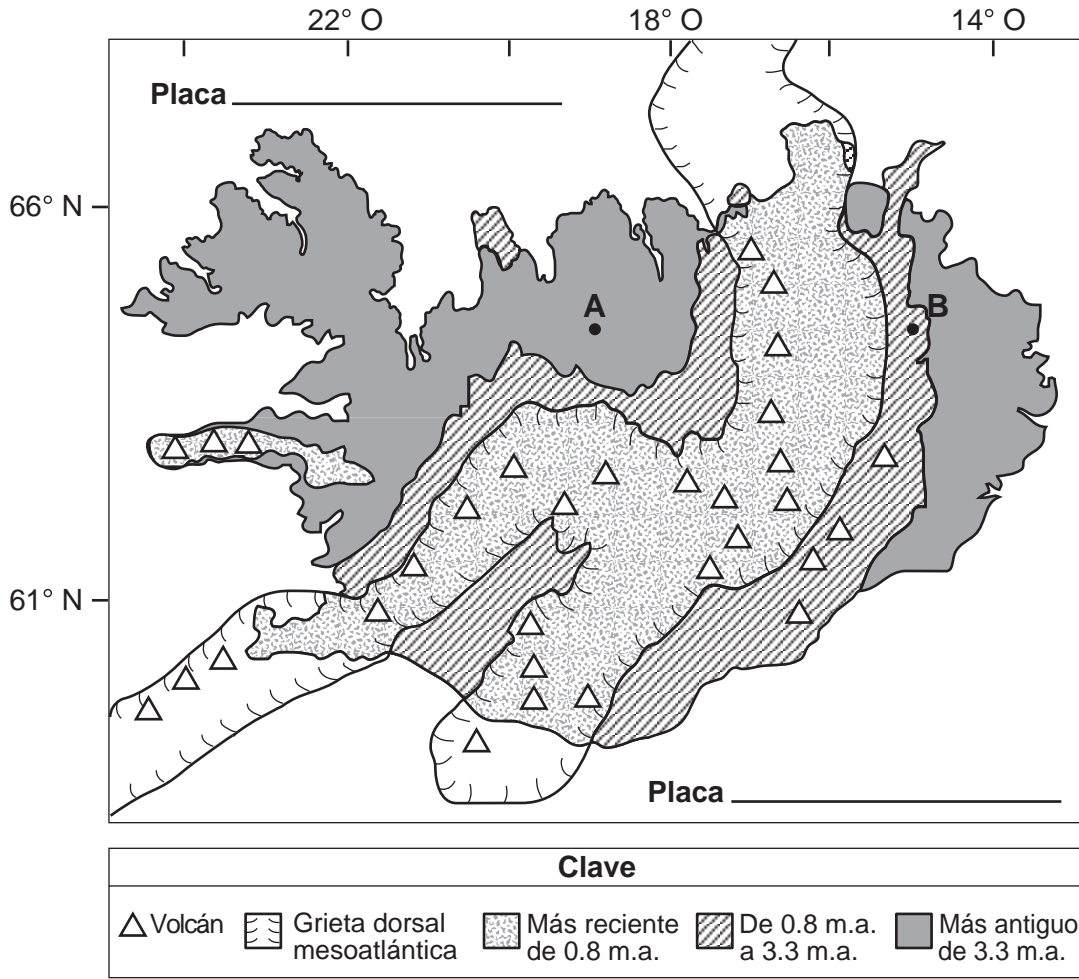 22° O 18° O 14° O
Placa
66° N
A
B
61° N
Placa
Clave
Volcán
Grieta dorsal
mesoatlántica
Más reciente
de 0.8 m.a.
De 0.8 m.a.
a 3.3 m.a.
Más antiguo
de 3.3 m.a.